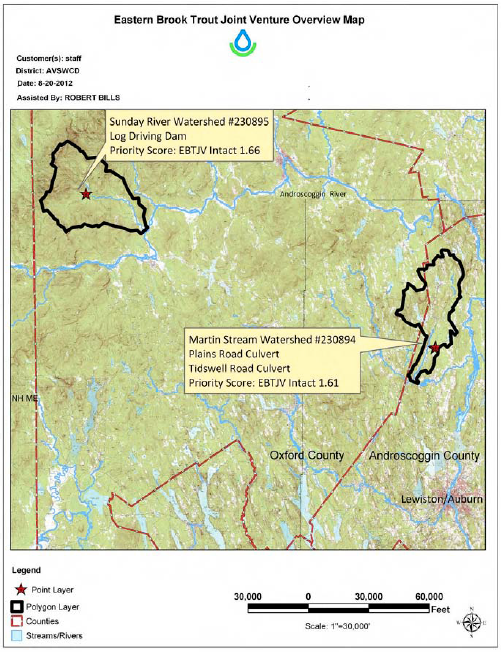 Eastern Brook Trout Joint Venture Overview Map
Customer(s): staff
District: AVSWCD
Date: 8-20-2012
Assisted By: ROBERT BILLS
Sunday River Watershed #230895
Log Driving Dam
Priority Score: EBTJV Intact 1.66
Androscoggin River
Martin Stream Watershed #230894
Plains Road Culvert
Tidswell Road Culvert
Priority Score: EBTJV Intact 1.61
NH ME
Oxford County
Androscoggin County
Lewiston/Auburn
Legend
Point Layer
Polygon Layer
Counties
Streams/Rivers
30,000 0 30,000 60,000
Feet
Scale: 1"=30,000'
N
W E
S